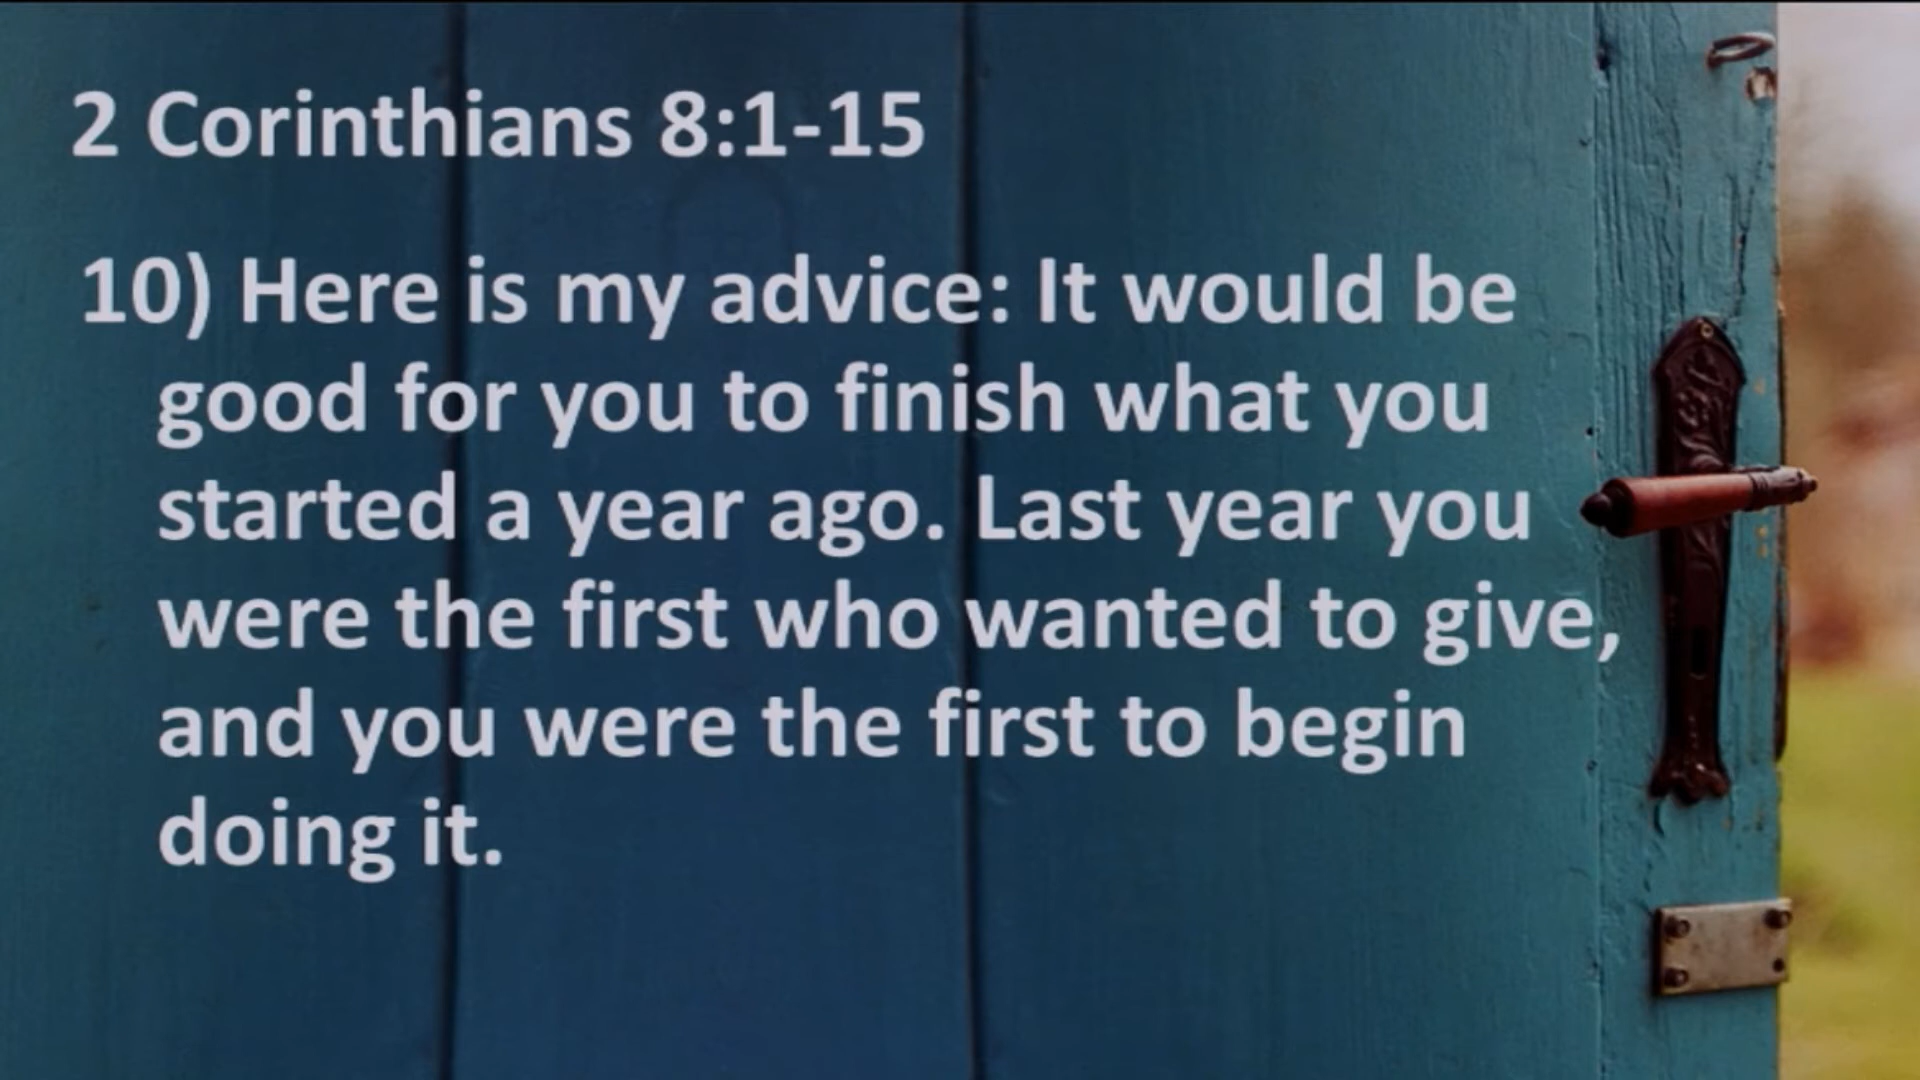 2 Corinthians 8:1-15
10) Here is my advice: It would be
good for you to finish what you
started a year ago. Last year you
were the first who wanted to give,
and you were the first to begin
doing it.